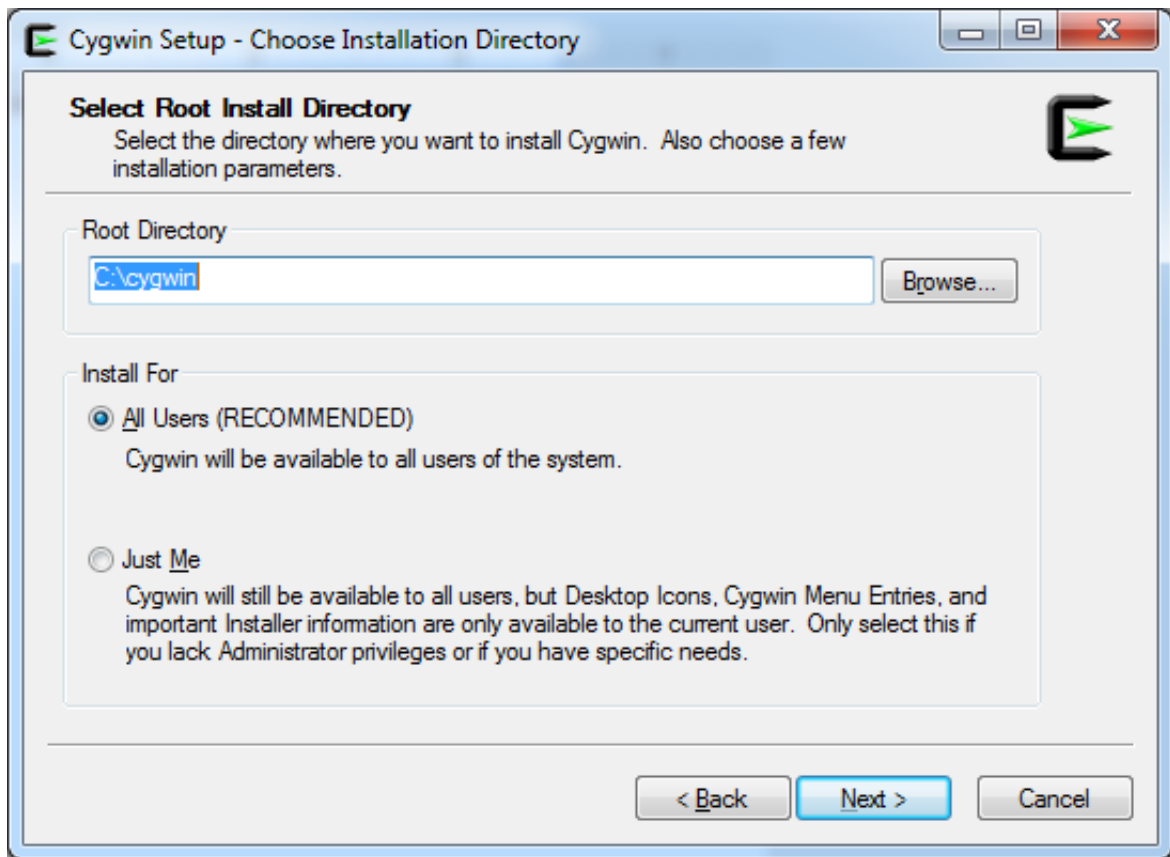 Cygwin Setup - Choose Installation Directory
Select Root Install Directory
Select the directory where you want to install Cygwin. Also choose a few
installation parameters.
Root Directory
C:\cygwin
Browse...
Install For
All Users (RECOMMENDED)
Cygwin will be available to all users of the system.
Just Me
Cygwin will still be available to all users, but Desktop Icons, Cygwin Menu Entries, and
important Installer information are only available to the current user. Only select this if
you lack Administrator privileges or if you have specific needs.
< Back
Next >
Cancel